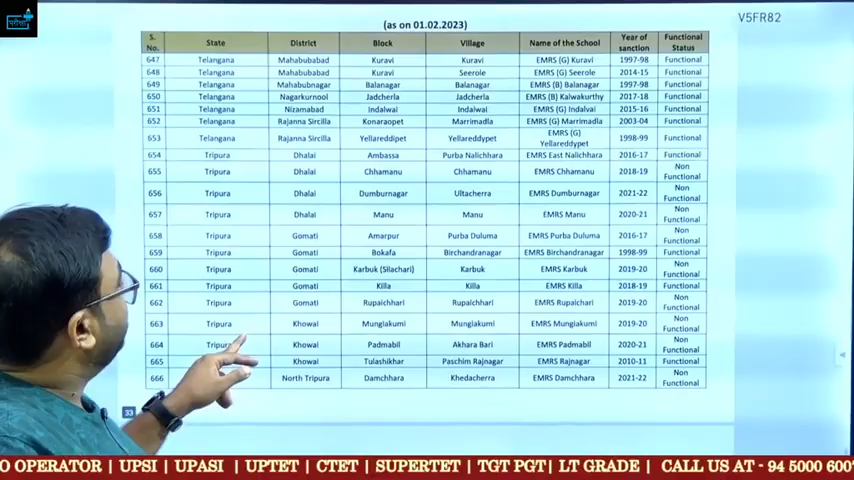 परीक्षा
V5FR82
(as on 01.02.2023)
S. No. State District Block Village Name of the School Year of sanction Functional Status
647 Telangana Mahabubabad Kuravi Kuravi EMRS (G) Kuravi 1997-98 Functional
648 Telangana Mahabubabad Kuravi Seerole EMRS (G) Seerole 2014-15 Functional
649 Telangana Mahabubnagar Balanagar Balanagar EMRS (B) Balanagar 1997-98 Functional
650 Telangana Nagarkurnool Jadcherla Jadcherla EMRS (B) Kalwakurthy 2017-18 Functional
651 Telangana Nizamabad Indalwai Indalwai EMRS (G) Indalvai 2015-16 Functional
652 Telangana Rajanna Sircilla Konaraopet Marrimadla EMRS (G) Marrimadla 2003-04 Functional
653 Telangana Rajanna Sircilla Yellareddipet Yellareddypet EMRS (G) Yellareddypet 1998-99 Functional
654 Tripura Dhalai Ambassa Purba Nalichhara EMRS East Nalichhara 2016-17 Functional
655 Tripura Dhalai Chhamanu Chhamanu EMRS Chhamanu 2018-19 Non Functional
656 Tripura Dhalai Dumburnagar Ultacherra EMRS Dumburnagar 2021-22 Non Functional
657 Tripura Dhalai Manu Manu EMRS Manu 2020-21 Non Functional
658 Tripura Gomati Amarpur Purba Duluma EMRS Purba Duluma 2016-17 Non Functional
659 Tripura Gomati Bokafa Birchandranagar EMRS Birchandranagar 1998-99 Functional
660 Tripura Gomati Karbuk (Silachari) Karbuk EMRS Karbuk 2019-20 Non Functional
661 Tripura Gomati Killa Killa EMRS Killa 2018-19 Functional
662 Tripura Gomati Rupaichhari Rupaichhari EMRS Rupaichari 2019-20 Non Functional
663 Tripura Khowai Mungiakumi Mungiakumi EMRS Mungiakumi 2019-20 Non Functional
664 Tripura Khowai Padmabil Akhara Bari EMRS Padmabil 2020-21 Non Functional
665 Khowai Tulashikhar Paschim Rajnagar EMRS Rajnagar 2010-11 Functional
666 North Tripura Damchhara Khedacherra EMRS Damchhara 2021-22 Non Functional
33
O OPERATOR | UPSI | UPASI | UPTET | CTET | SUPERTET | TGT PGT| LT GRADE | CALL US AT - 94 5000 600